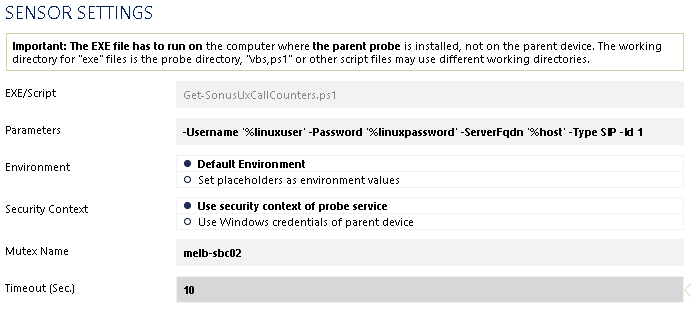 SENSOR SETTINGS
Important: The EXE file has to run on the computer where the parent probe is installed, not on the parent device. The working
directory for "exe" files is the probe directory, "vbs,ps1" or other script files may use different working directories.
EXE/Script
Get-SonusUxCallCounters.ps1
Parameters
-Username '%linuxuser' -Password '%linuxpassword' -ServerFqdn '%host' -Type SIP -Id 1
Environment
Default Environment
Set placeholders as environment values
Security Context
Use security context of probe service
Use Windows credentials of parent device
Mutex Name
melb-sbc02
Timeout (Sec.)
10